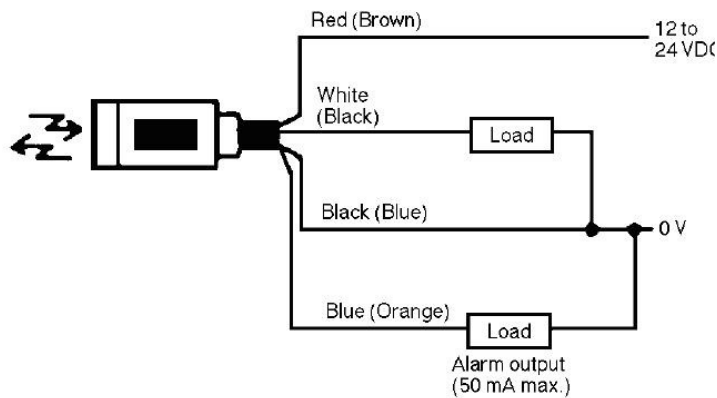 Red (Brown)
12 to
24 VDC
White
(Black)
Load
Black (Blue)
0 V
Blue (Orange)
Load
Alarm output
(50 mA max.)